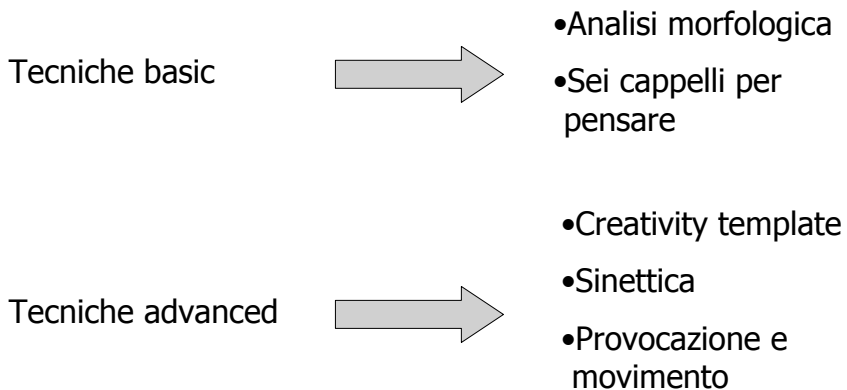 Tecniche basic
•Analisi morfologica
•Sei cappelli per
pensare
Tecniche advanced
•Creativity template
•Sinettica
•Provocazione e
movimento